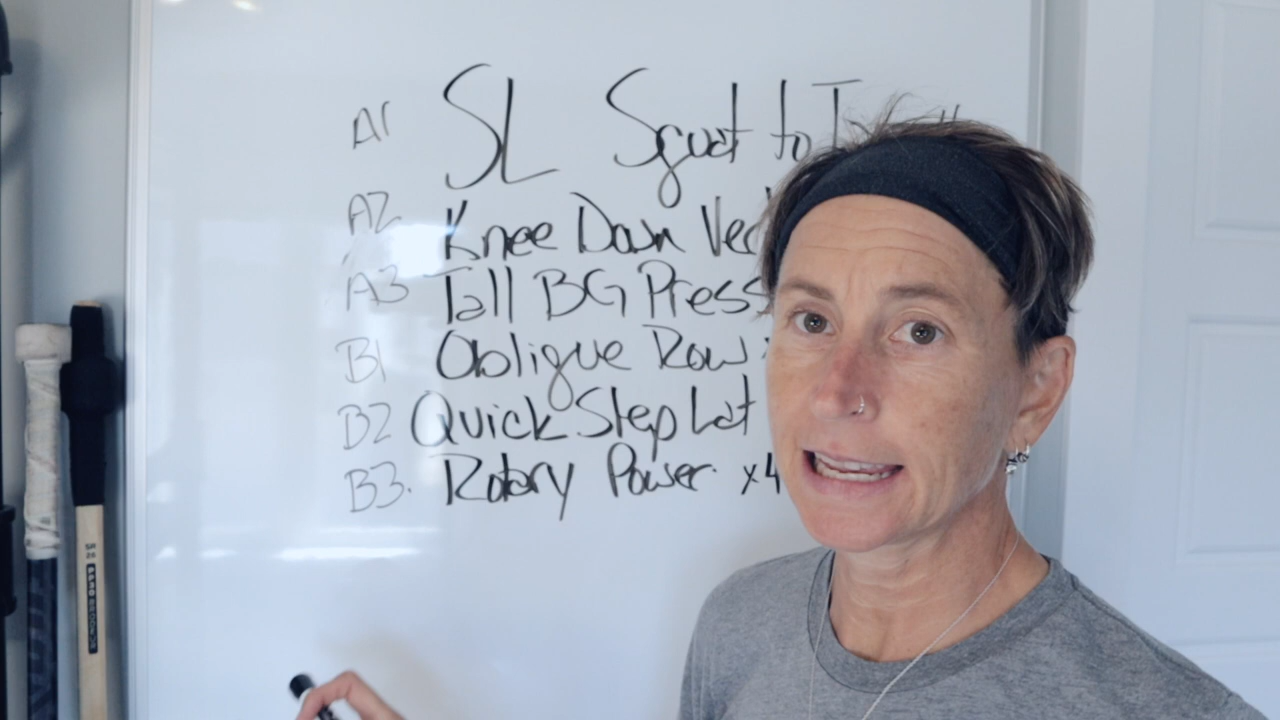 A1 SL Squat to
A2 Knee Down
A3 Tall BG Press
B1 Oblique Row
B2 Quick Step Lat
B3. Rotary Power x4